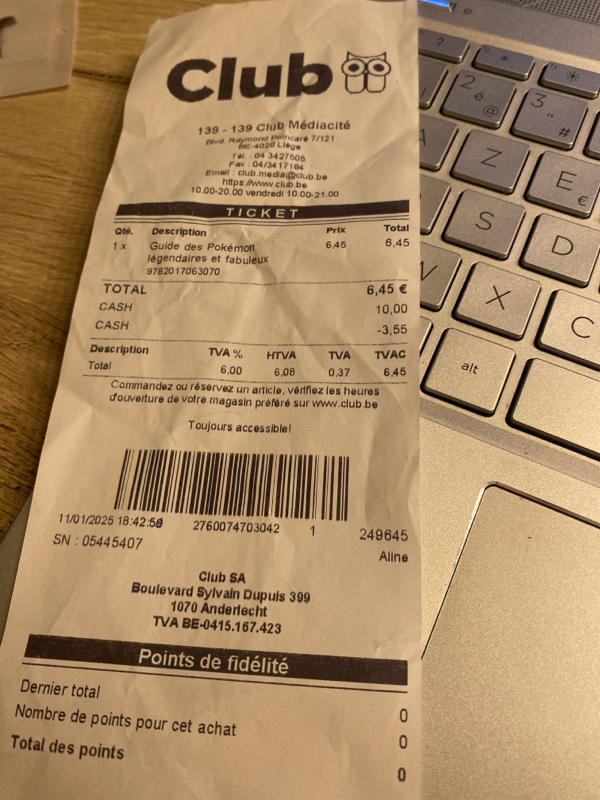 Club
139 - 139 Club Médiacité
Blvd. Raymond Poincaré 7/121
BE-4020 Liège
Tél. : 04 3427605
Fax : 04/3417164
Email : club.media@club.be
https://www.club.be
10.00-20.00 vendredi 10.00-21.00
TICKET
Qté. Description Prix Total
1 x Guide des Pokémon 6,45 6,45
légendaires et fabuleux
9782017063070
TOTAL 6,45 €
CASH 10,00
CASH -3,55
Description TVA % HTVA TVA TVAC
Total 6,00 6,08 0,37 6,45
Commandez ou réservez un article, vérifiez les heures
d'ouverture de votre magasin préféré sur www.club.be
Toujours accessible!
11/01/2025 18:42:50 2760074703042 1 249645
SN : 05445407 Aline
Club SA
Boulevard Sylvain Dupuis 399
1070 Anderlecht
TVA BE-0415.167.423
Points de fidélité
Dernier total 0
Nombre de points pour cet achat 0
Total des points 0
?
2 é @
3 " #
A
Z
E €
S
D
W
X
C
alt